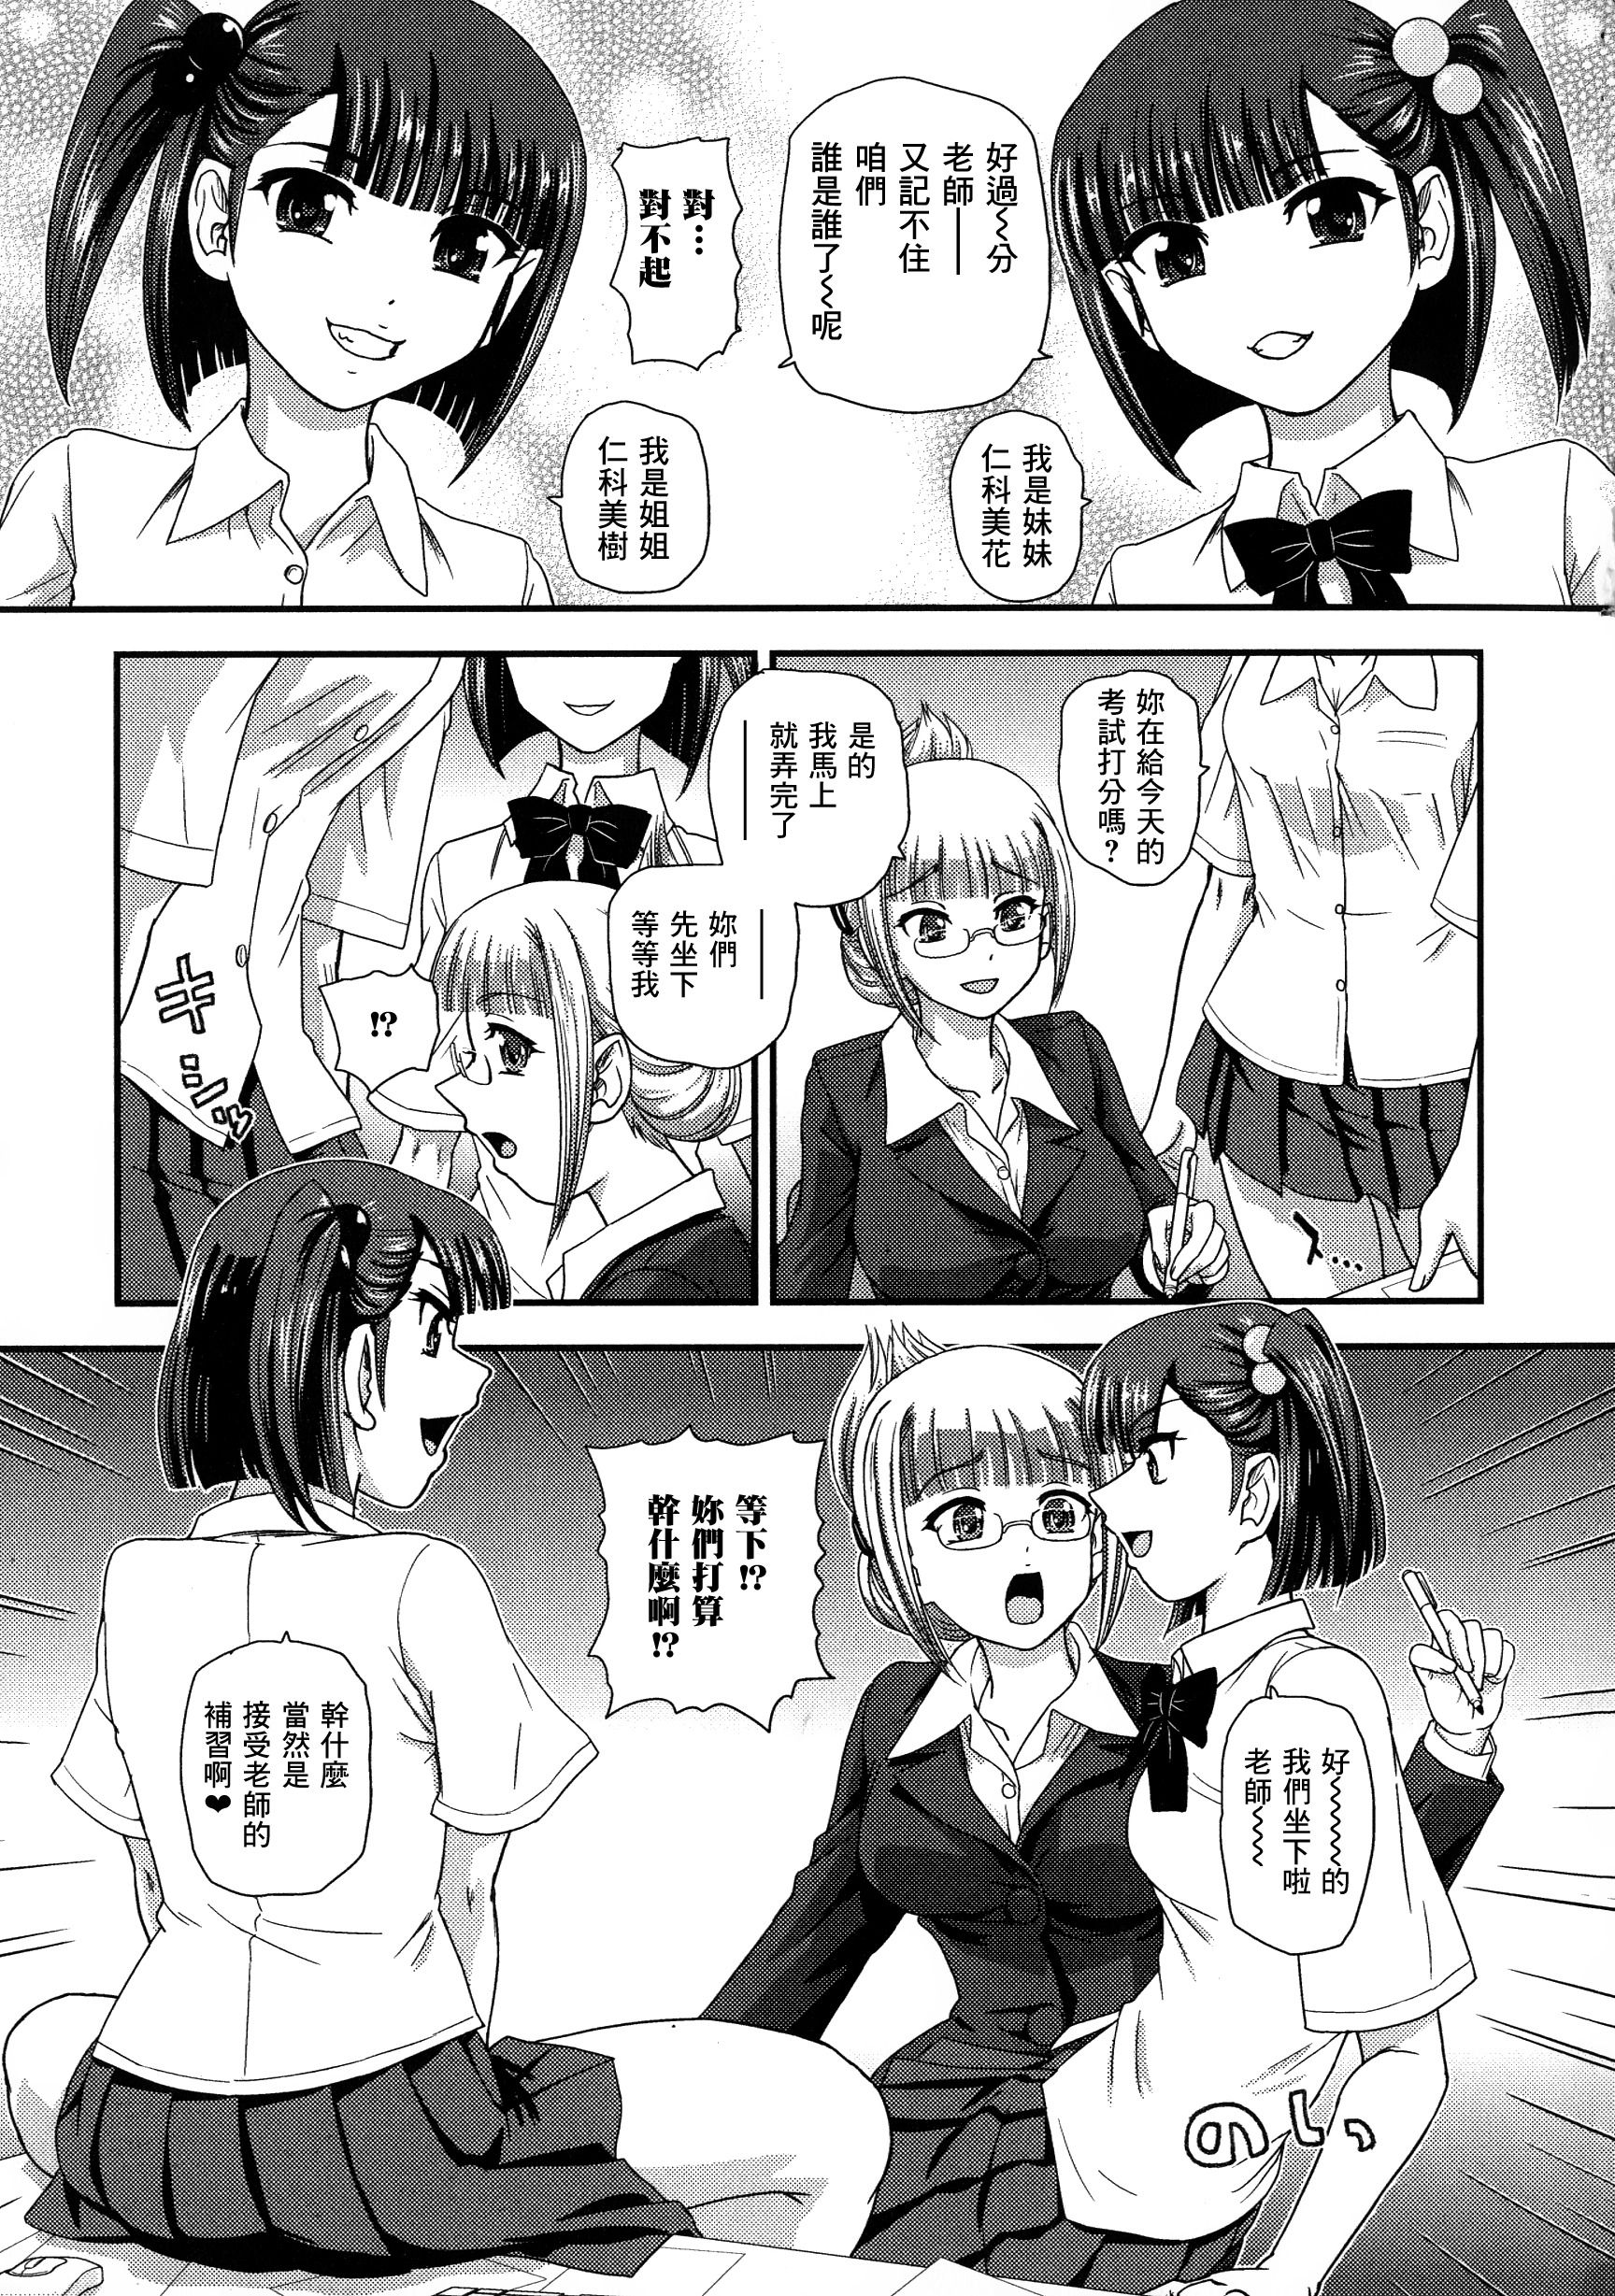 好過~分
老師——
又記不住
咱們
誰是誰了~呢
對…
對不起
我是妹妹
仁科美花
我是姐姐
仁科美樹
妳在給今天的
考試打分嗎?
ス……
是的
我馬上
就弄完了
——
——
妳們
先坐下
等等我
!?
キシッ
好~~的
我們坐下啦
老師~~
等下!?
妳們打算
幹什麼啊!?
幹什麼
當然是
接受老師的
補習啊❤
のしっ